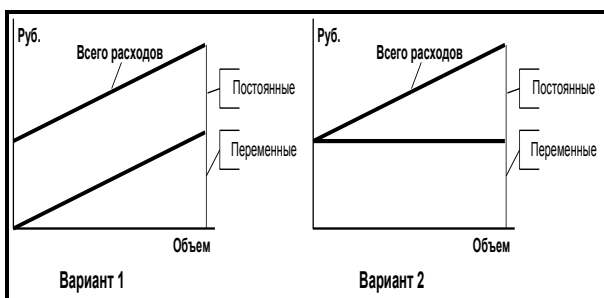 Руб.
Всего расходов
Постоянные
Переменные
Объем
Вариант 1
Руб.
Всего расходов
Постоянные
Переменные
Объем
Вариант 2